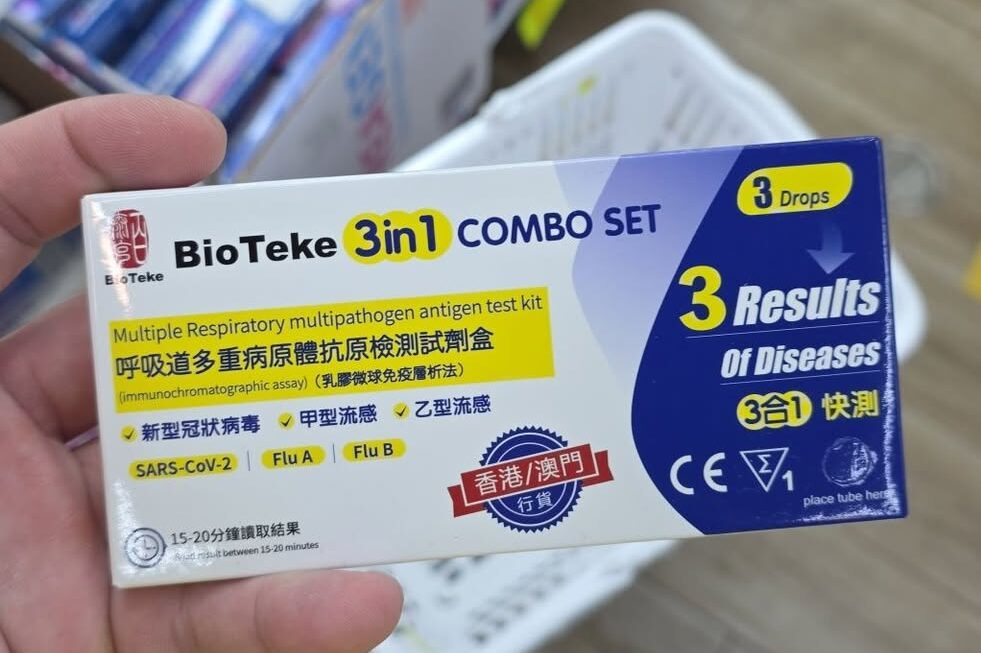 BioTeke
BioTeke 3in1 COMBO SET
Multiple Respiratory multipathogen antigen test kit
呼吸道多重病原體抗原檢測試劑盒
(immunochromatographic assay)（乳膠微球免疫層析法）
新型冠狀病毒 甲型流感 乙型流感
SARS-CoV-2 | Flu A | Flu B
香港/澳門
行貨
15-20分鐘讀取結果
Read result between 15-20 minutes
3 Drops
3 Results
Of Diseases
3合1 快測
CE Σ 1
place tube here